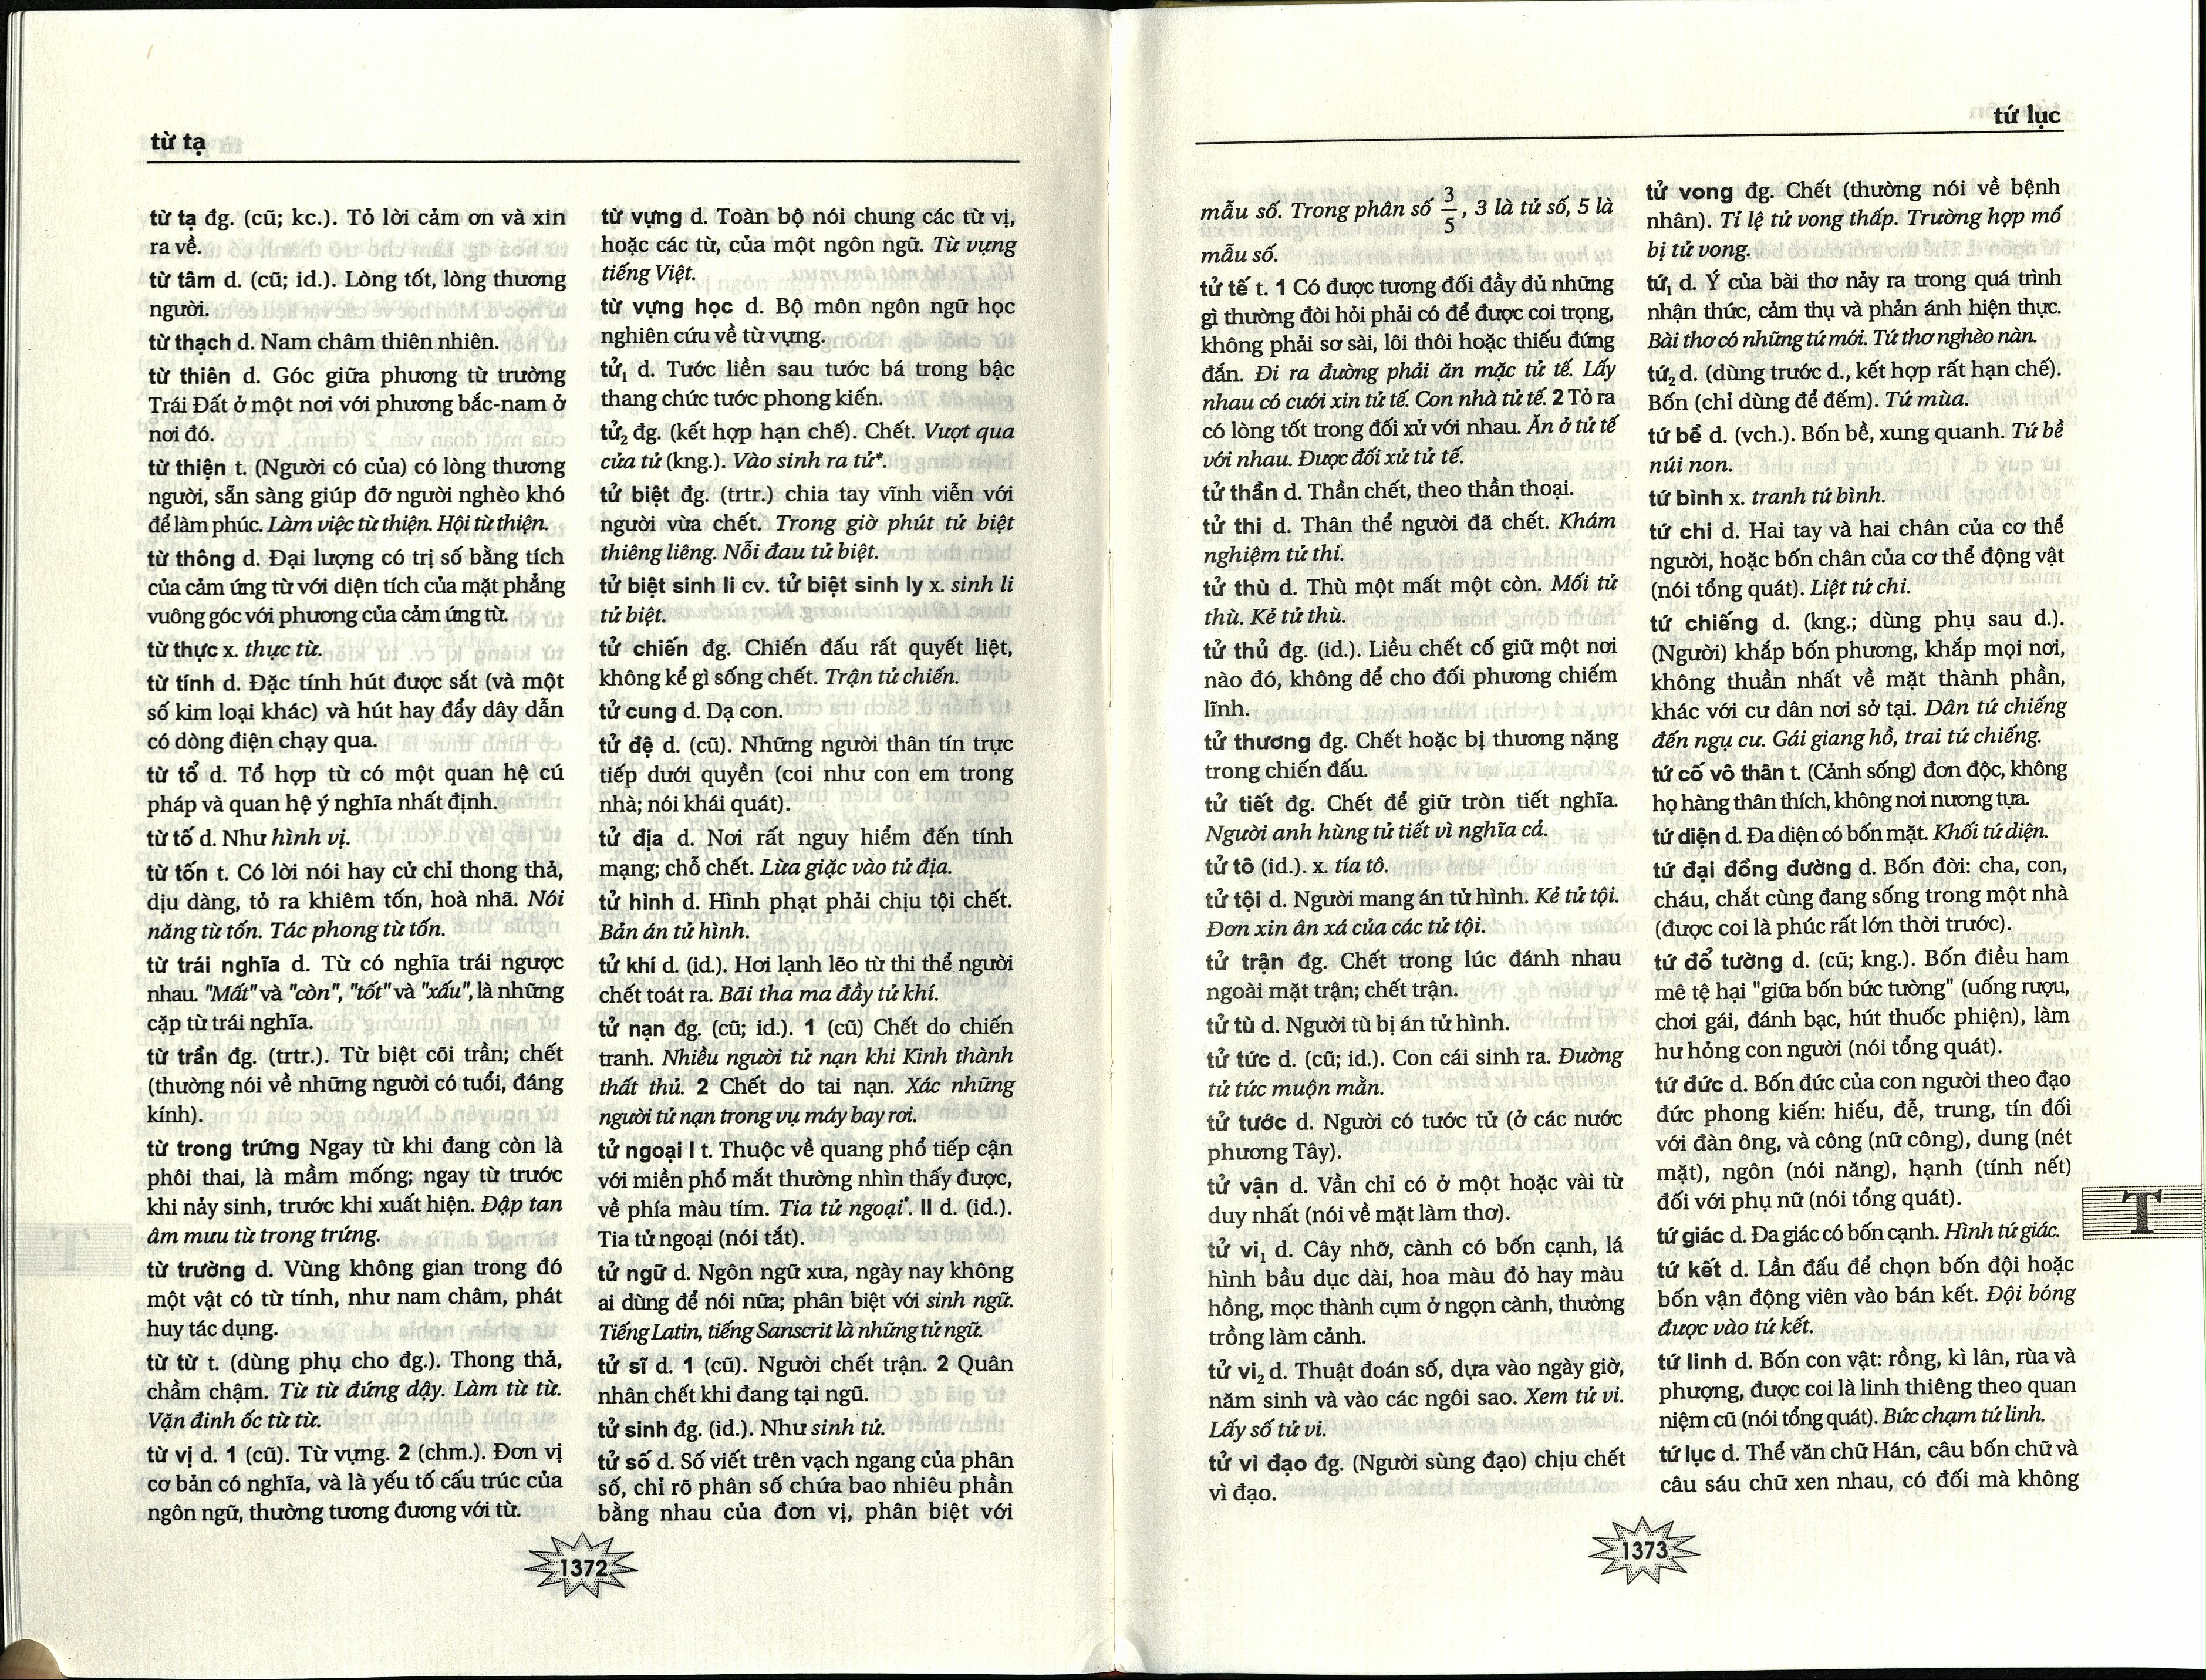 từ tạ
từ tạ đg. (cũ; kc.). Tỏ lời cảm ơn và xin
ra về.
từ tâm d. (cũ; id.). Lòng tốt, lòng thương
người.
từ thạch d. Nam châm thiên nhiên.
từ thiên d. Góc giữa phương từ trường
Trái Đất ở một nơi với phương bắc-nam ở
nơi đó.
từ thiện t. (Người có của) có lòng thương
người, sẵn sàng giúp đỡ người nghèo khó
để làm phúc. Làm việc từ thiện. Hội từ thiện.
từ thông d. Đại lượng có trị số bằng tích
của cảm ứng từ với diện tích của mặt phẳng
vuông góc với phương của cảm ứng từ.
từ thực x. thực từ.
từ tính d. Đặc tính hút được sắt (và một
số kim loại khác) và hút hay đẩy dây dẫn
có dòng điện chạy qua.
từ tổ d. Tổ hợp từ có một quan hệ cú
pháp và quan hệ ý nghĩa nhất định.
từ tố d. Như hình vị.
từ tốn t. Có lời nói hay cử chỉ thong thả,
dịu dàng, tỏ ra khiêm tốn, hoà nhã. Nói
năng từ tốn. Tác phong từ tốn.
từ trái nghĩa d. Từ có nghĩa trái ngược
nhau. "Mất" và "còn", "tốt" và "xấu", là những
cặp từ trái nghĩa.
từ trần đg. (trtr.). Từ biệt cõi trần; chết
(thường nói về những người có tuổi, đáng
kính).
từ trong trứng Ngay từ khi đang còn là
phôi thai, là mầm mống; ngay từ trước
khi nảy sinh, trước khi xuất hiện. Đập tan
âm mưu từ trong trứng.
từ trường d. Vùng không gian trong đó
một vật có từ tính, như nam châm, phát
huy tác dụng.
từ từ t. (dùng phụ cho đg.). Thong thả,
chầm chậm. Từ từ đứng dậy. Làm từ từ.
Vặn đinh ốc từ từ.
từ vị d. 1 (cũ). Từ vựng. 2 (chm.). Đơn vị
cơ bản có nghĩa, và là yếu tố cấu trúc của
ngôn ngữ, thường tương đương với từ.
từ vựng d. Toàn bộ nói chung các từ vị,
hoặc các từ, của một ngôn ngữ. Từ vựng
tiếng Việt.
từ vựng học d. Bộ môn ngôn ngữ học
nghiên cứu về từ vựng.
tử1 d. Tước liền sau tước bá trong bậc
thang chức tước phong kiến.
tử2 đg. (kết hợp hạn chế). Chết. Vượt qua
cửa tử (kng.). Vào sinh ra tử*.
tử biệt đg. (trtr.) chia tay vĩnh viễn với
người vừa chết. Trong giờ phút tử biệt
thiêng liêng. Nỗi đau tử biệt.
tử biệt sinh li cv. tử biệt sinh ly x. sinh li
tử biệt.
tử chiến đg. Chiến đấu rất quyết liệt,
không kể gì sống chết. Trận tử chiến.
tử cung d. Dạ con.
tử đệ d. (cũ). Những người thân tín trực
tiếp dưới quyền (coi như con em trong
nhà; nói khái quát).
tử địa d. Nơi rất nguy hiểm đến tính
mạng; chỗ chết. Lừa giặc vào tử địa.
tử hình d. Hình phạt phải chịu tội chết.
Bản án tử hình.
tử khí d. (id.). Hơi lạnh lẽo từ thi thể người
chết toát ra. Bãi tha ma đầy tử khí.
tử nạn đg. (cũ; id.). 1 (cũ) Chết do chiến
tranh. Nhiều người tử nạn khi Kinh thành
thất thủ. 2 Chết do tai nạn. Xác những
người tử nạn trong vụ máy bay rơi.
tử ngoại I t. Thuộc về quang phổ tiếp cận
với miền phổ mắt thường nhìn thấy được,
về phía màu tím. Tia tử ngoại*. II d. (id.).
Tia tử ngoại (nói tắt).
tử ngữ d. Ngôn ngữ xưa, ngày nay không
ai dùng để nói nữa; phân biệt với sinh ngữ.
Tiếng Latin, tiếng Sanscrit là những tử ngữ.
tử sĩ d. 1 (cũ). Người chết trận. 2 Quân
nhân chết khi đang tại ngũ.
tử sinh đg. (id.). Như sinh tử.
tử số d. Số viết trên vạch ngang của phân
số, chỉ rõ phân số chứa bao nhiêu phần
bằng nhau của đơn vị, phân biệt với
1372
tứ lục
mẫu số. Trong phân số 3/5, 3 là tử số, 5 là
mẫu số.
tử tế t. 1 Có được tương đối đầy đủ những
gì thường đòi hỏi phải có để được coi trọng,
không phải sơ sài, lôi thôi hoặc thiếu đứng
đắn. Đi ra đường phải ăn mặc tử tế. Lấy
nhau có cưới xin tử tế. Con nhà tử tế. 2 Tỏ ra
có lòng tốt trong đối xử với nhau. Ăn ở tử tế
với nhau. Được đối xử tử tế.
tử thần d. Thần chết, theo thần thoại.
tử thi d. Thân thể người đã chết. Khám
nghiệm tử thi.
tử thù d. Thù một mất một còn. Mối tử
thù. Kẻ tử thù.
tử thủ đg. (id.). Liều chết cố giữ một nơi
nào đó, không để cho đối phương chiếm
lĩnh.
tử thương đg. Chết hoặc bị thương nặng
trong chiến đấu.
tử tiết đg. Chết để giữ tròn tiết nghĩa.
Người anh hùng tử tiết vì nghĩa cả.
tử tô (id.). x. tía tô.
tử tội d. Người mang án tử hình. Kẻ tử tội.
Đơn xin ân xá của các tử tội.
tử trận đg. Chết trong lúc đánh nhau
ngoài mặt trận; chết trận.
tử tù d. Người tù bị án tử hình.
tử tức d. (cũ; id.). Con cái sinh ra. Đường
tử tức muộn mằn.
tử tước d. Người có tước tử (ở các nước
phương Tây).
tử vận d. Vần chỉ có ở một hoặc vài từ
duy nhất (nói về mặt làm thơ).
tử vi1 d. Cây nhỡ, cành có bốn cạnh, lá
hình bầu dục dài, hoa màu đỏ hay màu
hồng, mọc thành cụm ở ngọn cành, thường
trồng làm cảnh.
tử vi2 d. Thuật đoán số, dựa vào ngày giờ,
năm sinh và vào các ngôi sao. Xem tử vi.
Lấy số tử vi.
tử vì đạo đg. (Người sùng đạo) chịu chết
vì đạo.
tử vong đg. Chết (thường nói về bệnh
nhân). Tỉ lệ tử vong thấp. Trường hợp mổ
bị tử vong.
tứ1 d. Ý của bài thơ nảy ra trong quá trình
nhận thức, cảm thụ và phản ánh hiện thực.
Bài thơ có những tứ mới. Tứ thơ nghèo nàn.
tứ2 d. (dùng trước d., kết hợp rất hạn chế).
Bốn (chỉ dùng để đếm). Tứ mùa.
tứ bề d. (vch.). Bốn bề, xung quanh. Tứ bề
núi non.
tứ bình x. tranh tứ bình.
tứ chi d. Hai tay và hai chân của cơ thể
người, hoặc bốn chân của cơ thể động vật
(nói tổng quát). Liệt tứ chi.
tứ chiếng d. (kng.; dùng phụ sau d.).
(Người) khắp bốn phương, khắp mọi nơi,
không thuần nhất về mặt thành phần,
khác với cư dân nơi sở tại. Dân tứ chiếng
đến ngụ cư. Gái giang hồ, trai tứ chiếng.
tứ cố vô thân t. (Cảnh sống) đơn độc, không
họ hàng thân thích, không nơi nương tựa.
tứ diện d. Đa diện có bốn mặt. Khối tứ diện.
tứ đại đồng đường d. Bốn đời: cha, con,
cháu, chắt cùng đang sống trong một nhà
(được coi là phúc rất lớn thời trước).
tứ đổ tường d. (cũ; kng.). Bốn điều ham
mê tệ hại "giữa bốn bức tường" (uống rượu,
chơi gái, đánh bạc, hút thuốc phiện), làm
hư hỏng con người (nói tổng quát).
tứ đức d. Bốn đức của con người theo đạo
đức phong kiến: hiếu, đễ, trung, tín đối
với đàn ông, và công (nữ công), dung (nét
mặt), ngôn (nói năng), hạnh (tính nết)
đối với phụ nữ (nói tổng quát).
tứ giác d. Đa giác có bốn cạnh. Hình tứ giác.
tứ kết d. Lần đấu để chọn bốn đội hoặc
bốn vận động viên vào bán kết. Đội bóng
được vào tứ kết.
tứ linh d. Bốn con vật: rồng, kì lân, rùa và
phượng, được coi là linh thiêng theo quan
niệm cũ (nói tổng quát). Bức chạm tứ linh.
tứ lục d. Thể văn chữ Hán, câu bốn chữ và
câu sáu chữ xen nhau, có đối mà không
T
1373